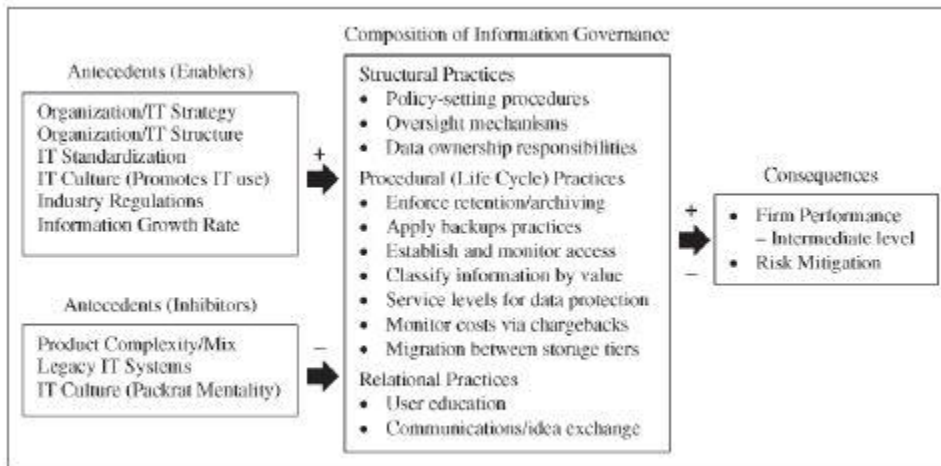 Composition of Information Governance
Antecedents (Enablers)
Organization/IT Strategy
Organization/IT Structure
IT Standardization
IT Culture (Promotes IT use)
Industry Regulations
Information Growth Rate
+
Antecedents (Inhibitors)
Product Complexity/Mix
Legacy IT Systems
IT Culture (Packrat Mentality)
–
Structural Practices
• Policy-setting procedures
• Oversight mechanisms
• Data ownership responsibilities
Procedural (Life Cycle) Practices
• Enforce retention/archiving
• Apply backups practices
• Establish and monitor access
• Classify information by value
• Service levels for data protection
• Monitor costs via chargebacks
• Migration between storage tiers
Relational Practices
• User education
• Communications/idea exchange
+
–
Consequences
• Firm Performance
– Intermediate level
• Risk Mitigation